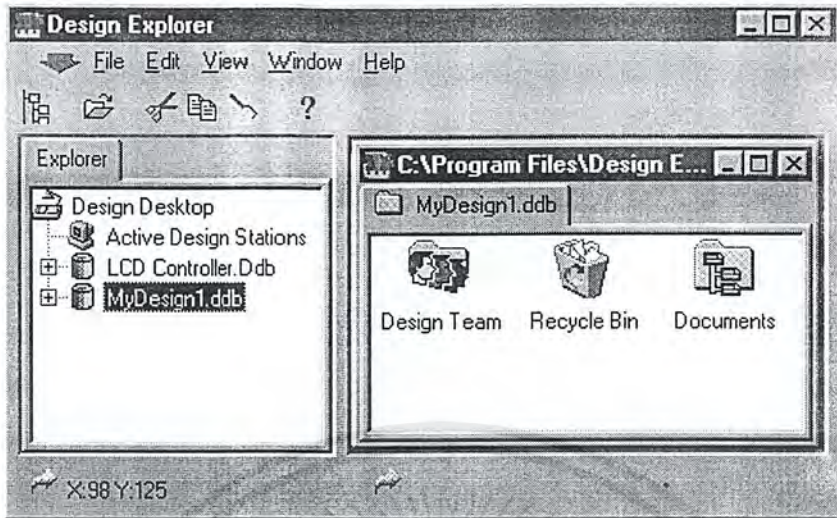 Design Explorer
File Edit View Window Help
?
Explorer
Design Desktop
Active Design Stations
LCD Controller.Ddb
MyDesign1.ddb
C:\Program Files\Design E...
MyDesign1.ddb
Design Team Recycle Bin Documents
X:98 Y:125